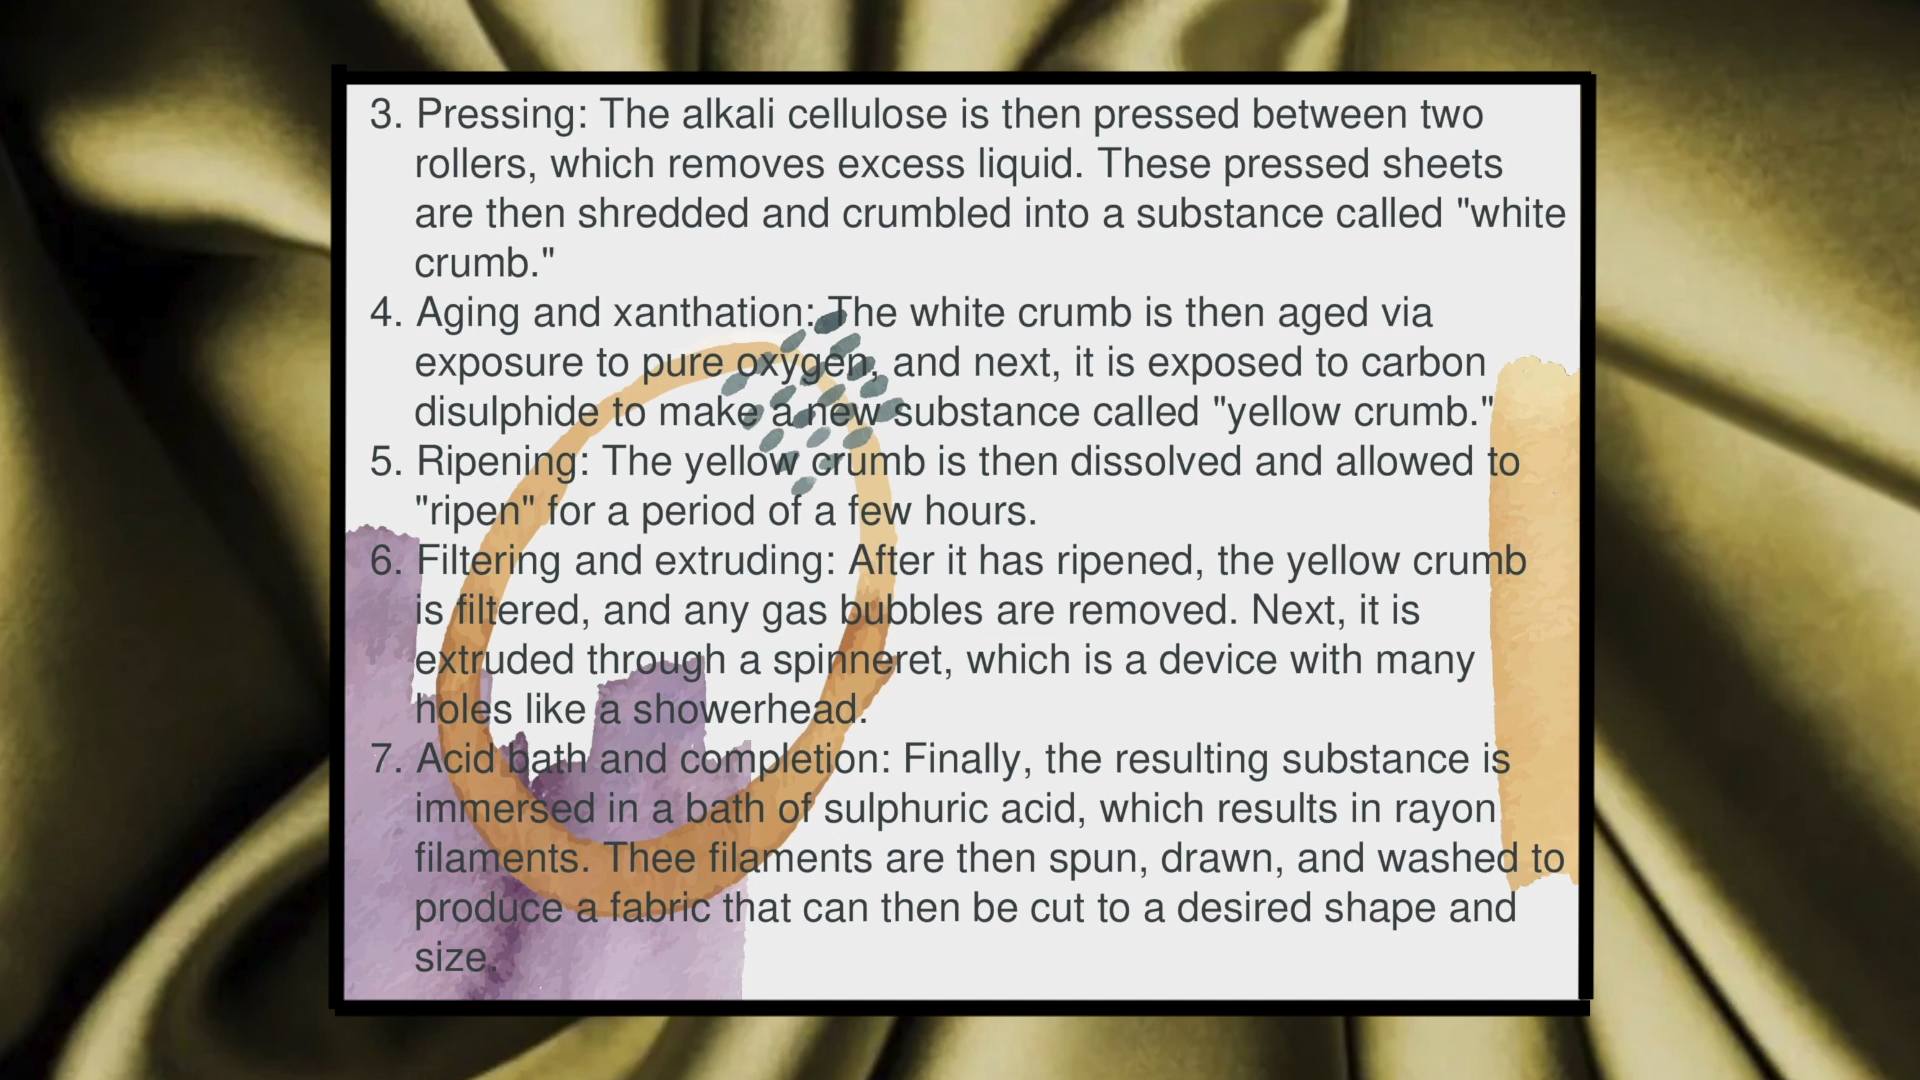 3. Pressing: The alkali cellulose is then pressed between two
rollers, which removes excess liquid. These pressed sheets
are then shredded and crumbled into a substance called "white
crumb."
4. Aging and xanthation: The white crumb is then aged via
exposure to pure oxygen, and next, it is exposed to carbon
disulphide to make a new substance called "yellow crumb."
5. Ripening: The yellow crumb is then dissolved and allowed to
"ripen" for a period of a few hours.
6. Filtering and extruding: After it has ripened, the yellow crumb
is filtered, and any gas bubbles are removed. Next, it is
extruded through a spinneret, which is a device with many
holes like a showerhead.
7. Acid bath and completion: Finally, the resulting substance is
immersed in a bath of sulphuric acid, which results in rayon
filaments. Thee filaments are then spun, drawn, and washed to
produce a fabric that can then be cut to a desired shape and
size.